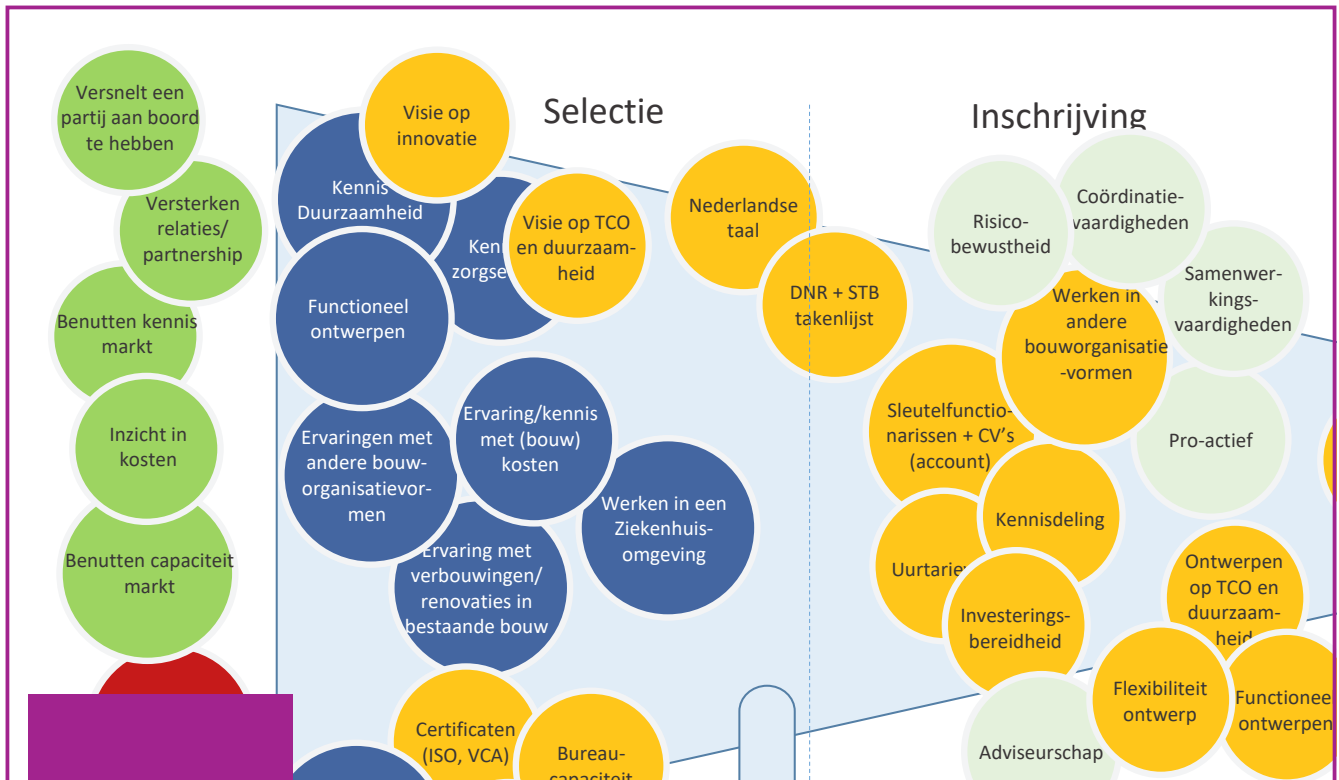 Versnelt een
partij aan boord
te hebben
Versterken
relaties/
partnership
Benutten kennis
markt
Inzicht in
kosten
Benutten capaciteit
markt
Selectie
Visie op
innovatie
Kennis
Duurzaamheid
Visie op TCO
en duurzaam-
heid
Functioneel
ontwerpen
Nederlandse
taal
DNR + STB
takenlijst
Ervaringen met
andere bouw-
organisatievor-
men
Ervaring/kennis
met (bouw)
kosten
Werken in een
Ziekenhuis-
omgeving
Ervaring met
verbouwingen/
renovaties in
bestaande bouw
Certificaten
(ISO, VCA)
Bureau-
capaciteit
Inschrijving
Risico-
bewustheid
Coördinatie-
vaardigheden
Samenwer-
kings-
vaardigheden
Werken in
andere
bouworganisatie
-vormen
Pro-actief
Sleutelfunctio-
narissen + CV's
(account)
Kennisdeling
Investerings-
bereidheid
Ontwerpen
op TCO en
duurzaam-
heid
Flexibiliteit
ontwerp
Functioneel
ontwerpen
Adviseurschap